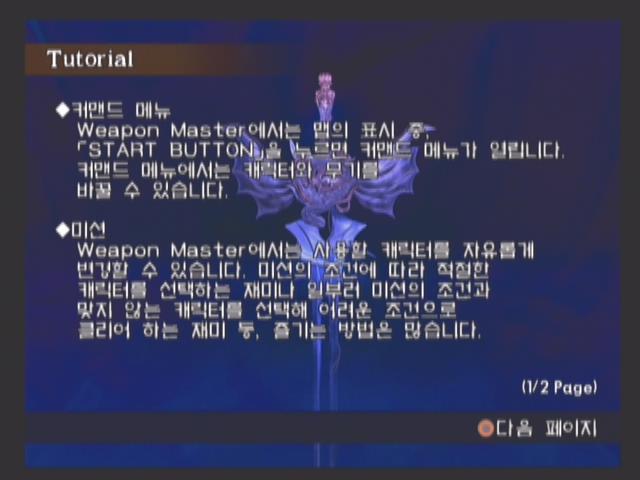 Tutorial
◆커맨드 메뉴
Weapon Master에서는 맵의 표시 중,
「START BUTTON」을 누르면 커맨드 메뉴가 열립니다.
커맨드 메뉴에서는 캐릭터와 무기를
바꿀 수 있습니다.
◆미션
Weapon Master에서는 사용할 캐릭터를 자유롭게
변경할 수 있습니다. 미션의 조건에 따라 적절한
캐릭터를 선택하는 재미나 일부러 미션의 조건과
맞지 않는 캐릭터를 선택해 어려운 조건으로
클리어 하는 재미 등, 즐기는 방법은 많습니다.
(1/2 Page)
다음 페이지